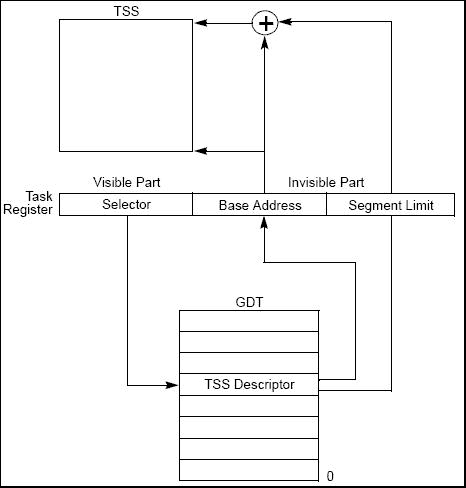 TSS
+
Visible Part Invisible Part
Task
Register
Selector Base Address Segment Limit
GDT
TSS Descriptor
0